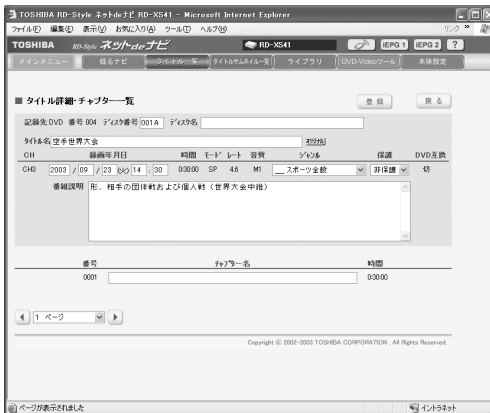 TOSHIBA RD-Style ネットdeナビ RD-XS41 - Microsoft Internet Explorer
ファイル(F) 編集(E) 表示(V) お気に入り(A) ツール(T) ヘルプ(H) リンク
TOSHIBA RD-Style ネットdeナビ RD-XS41 iEPG 1 iEPG 2 ?
メインメニュー 録るナビ タイトル一覧 タイトルサムネイル一覧 ライブラリ DVD-Videoツール 本体設定
■ タイトル詳細・チャプター一覧 登録 戻る
記録先 DVD 番号 004 ディスク番号 001A ディスク名
タイトル名 空手世界大会 オリジナル
CH 録画年月日 時間 モード レート 音質 ジャンル 保護 DVD互換
CH3 2003 / 09 / 23 (火) 14 : 30 0:30:00 SP 4.6 M1 __スポーツ全般 非保護 切
番組説明 形、組手の団体戦および個人戦（世界大会中継）
番号 チャプター名 時間
0001 0:30:00
1 ページ
Copyright © 2002-2003 TOSHIBA CORPORATION, All Rights Reserved.
ページが表示されました イントラネット